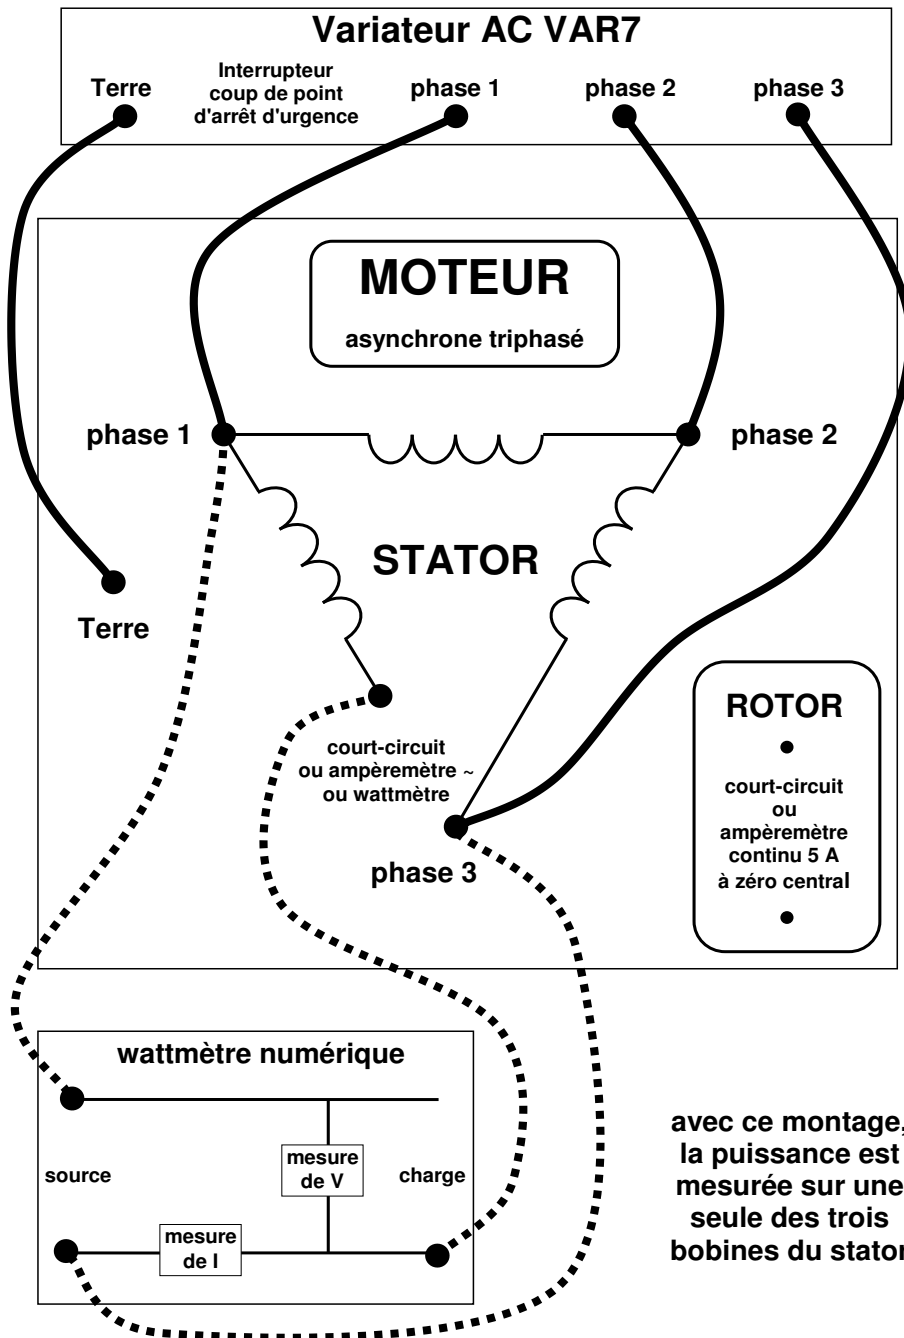 Variateur AC VAR7
Terre
Interrupteur
coup de point
d'arrêt d'urgence
phase 1
phase 2
phase 3
MOTEUR
asynchrone triphasé
phase 1
phase 2
STATOR
Terre
court-circuit
ou ampèremètre ~
ou wattmètre
phase 3
ROTOR
court-circuit
ou
ampèremètre
continu 5 A
à zéro central
wattmètre numérique
source
mesure
de V
charge
mesure
de I
avec ce montage,
la puissance est
mesurée sur une
seule des trois
bobines du stator